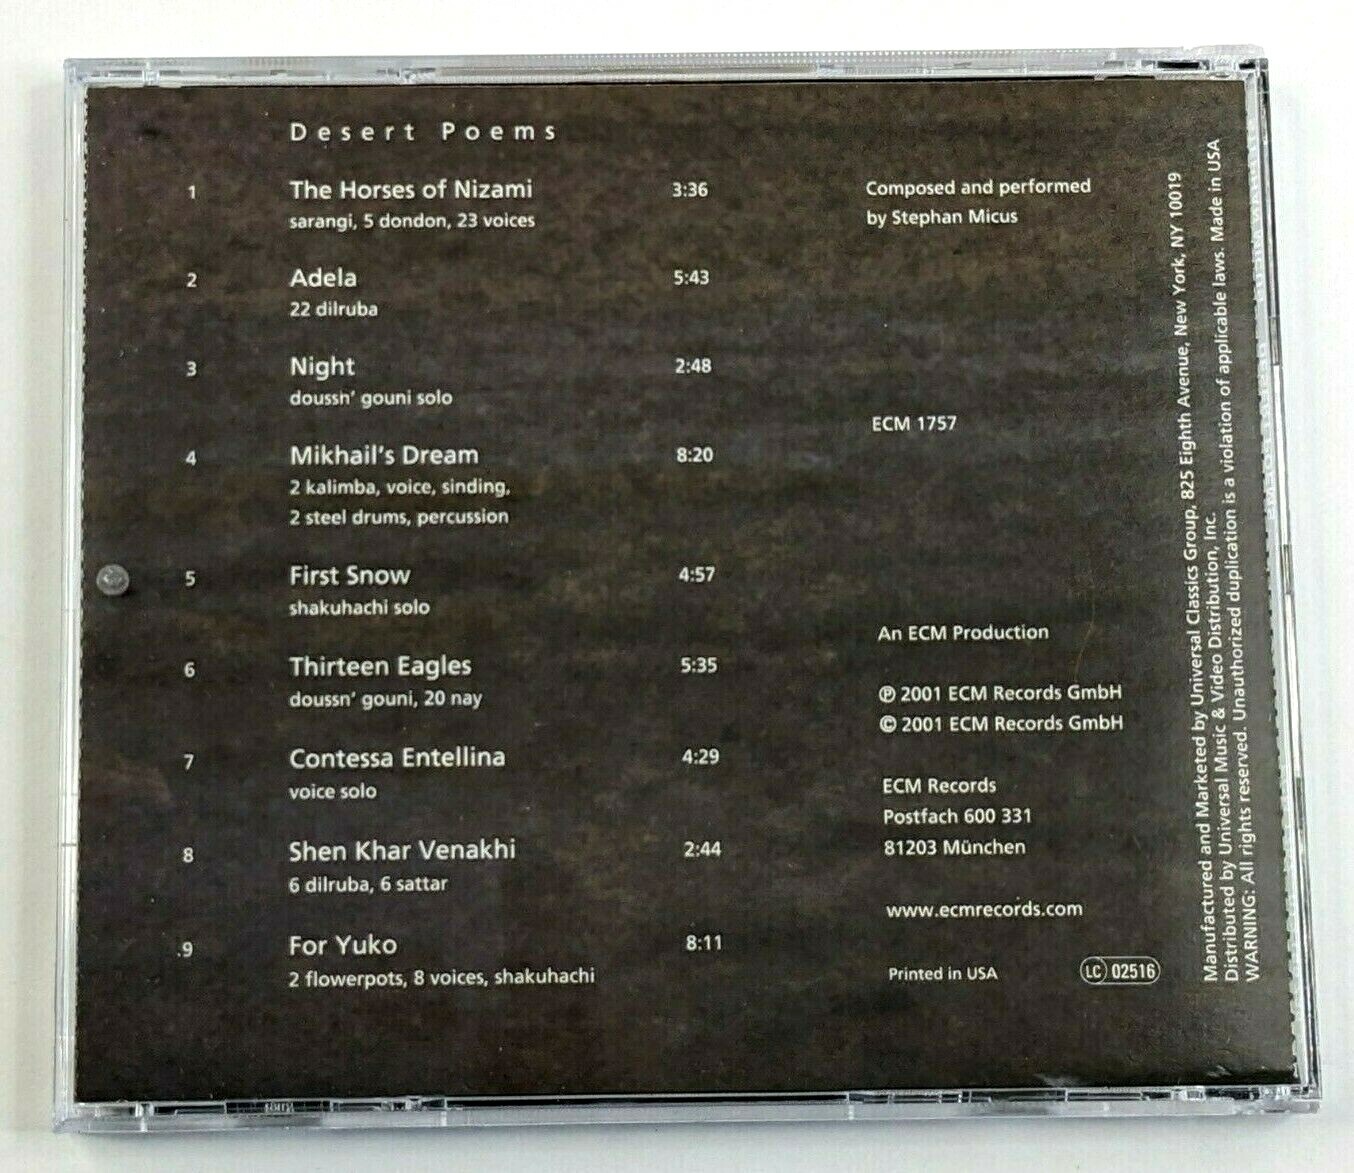 Desert Poems
1 The Horses of Nizami 3:36
sarangi, 5 dondon, 23 voices
2 Adela 5:43
22 dilruba
3 Night 2:48
doussn' gouni solo
4 Mikhail's Dream 8:20
2 kalimba, voice, sinding,
2 steel drums, percussion
5 First Snow 4:57
shakuhachi solo
6 Thirteen Eagles 5:35
doussn' gouni, 20 nay
7 Contessa Entellina 4:29
voice solo
8 Shen Khar Venakhi 2:44
6 dilruba, 6 sattar
9 For Yuko 8:11
2 flowerpots, 8 voices, shakuhachi
Composed and performed
by Stephan Micus
ECM 1757
An ECM Production
℗ 2001 ECM Records GmbH
© 2001 ECM Records GmbH
ECM Records
Postfach 600 331
81203 München
www.ecmrecords.com
Printed in USA
LC 02516
Manufactured and Marketed by Universal Classics Group, 825 Eighth Avenue, New York, NY 10019
Distributed by Universal Music & Video Distribution, Inc.
WARNING: All rights reserved. Unauthorized duplication is a violation of applicable laws. Made in USA